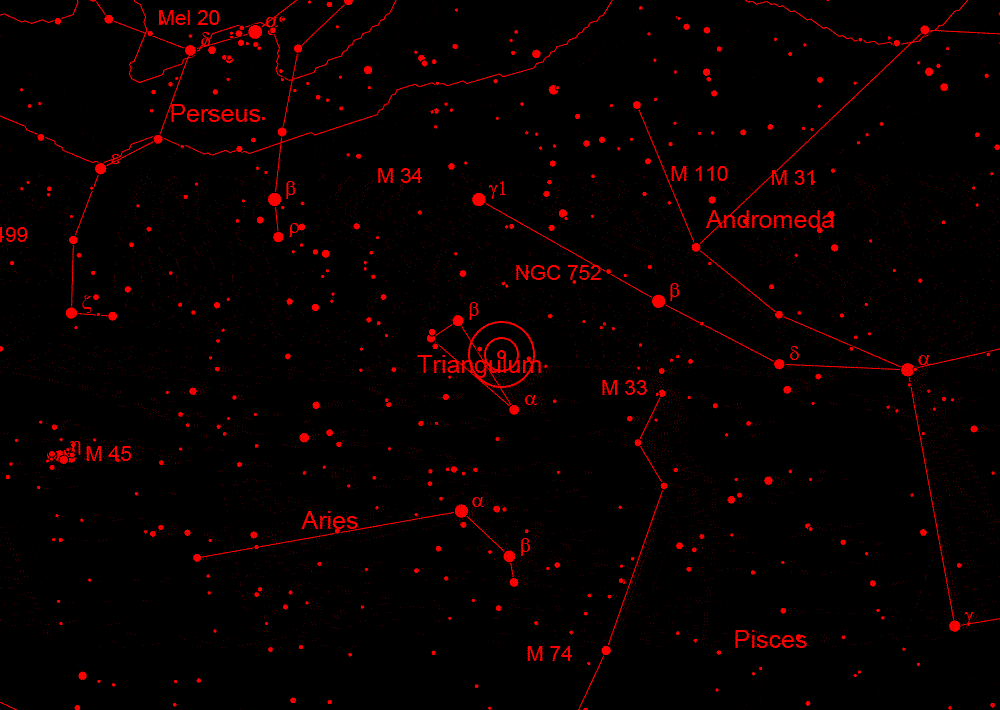 Mel 20
α
δ
Perseus
ε
M 34
β
γ1
M 110
M 31
Andromeda
ρ
499
NGC 752
β
ζ
β
Triangulum
δ
α
M 33
α
η
M 45
α
Aries
β
γ
Pisces
M 74